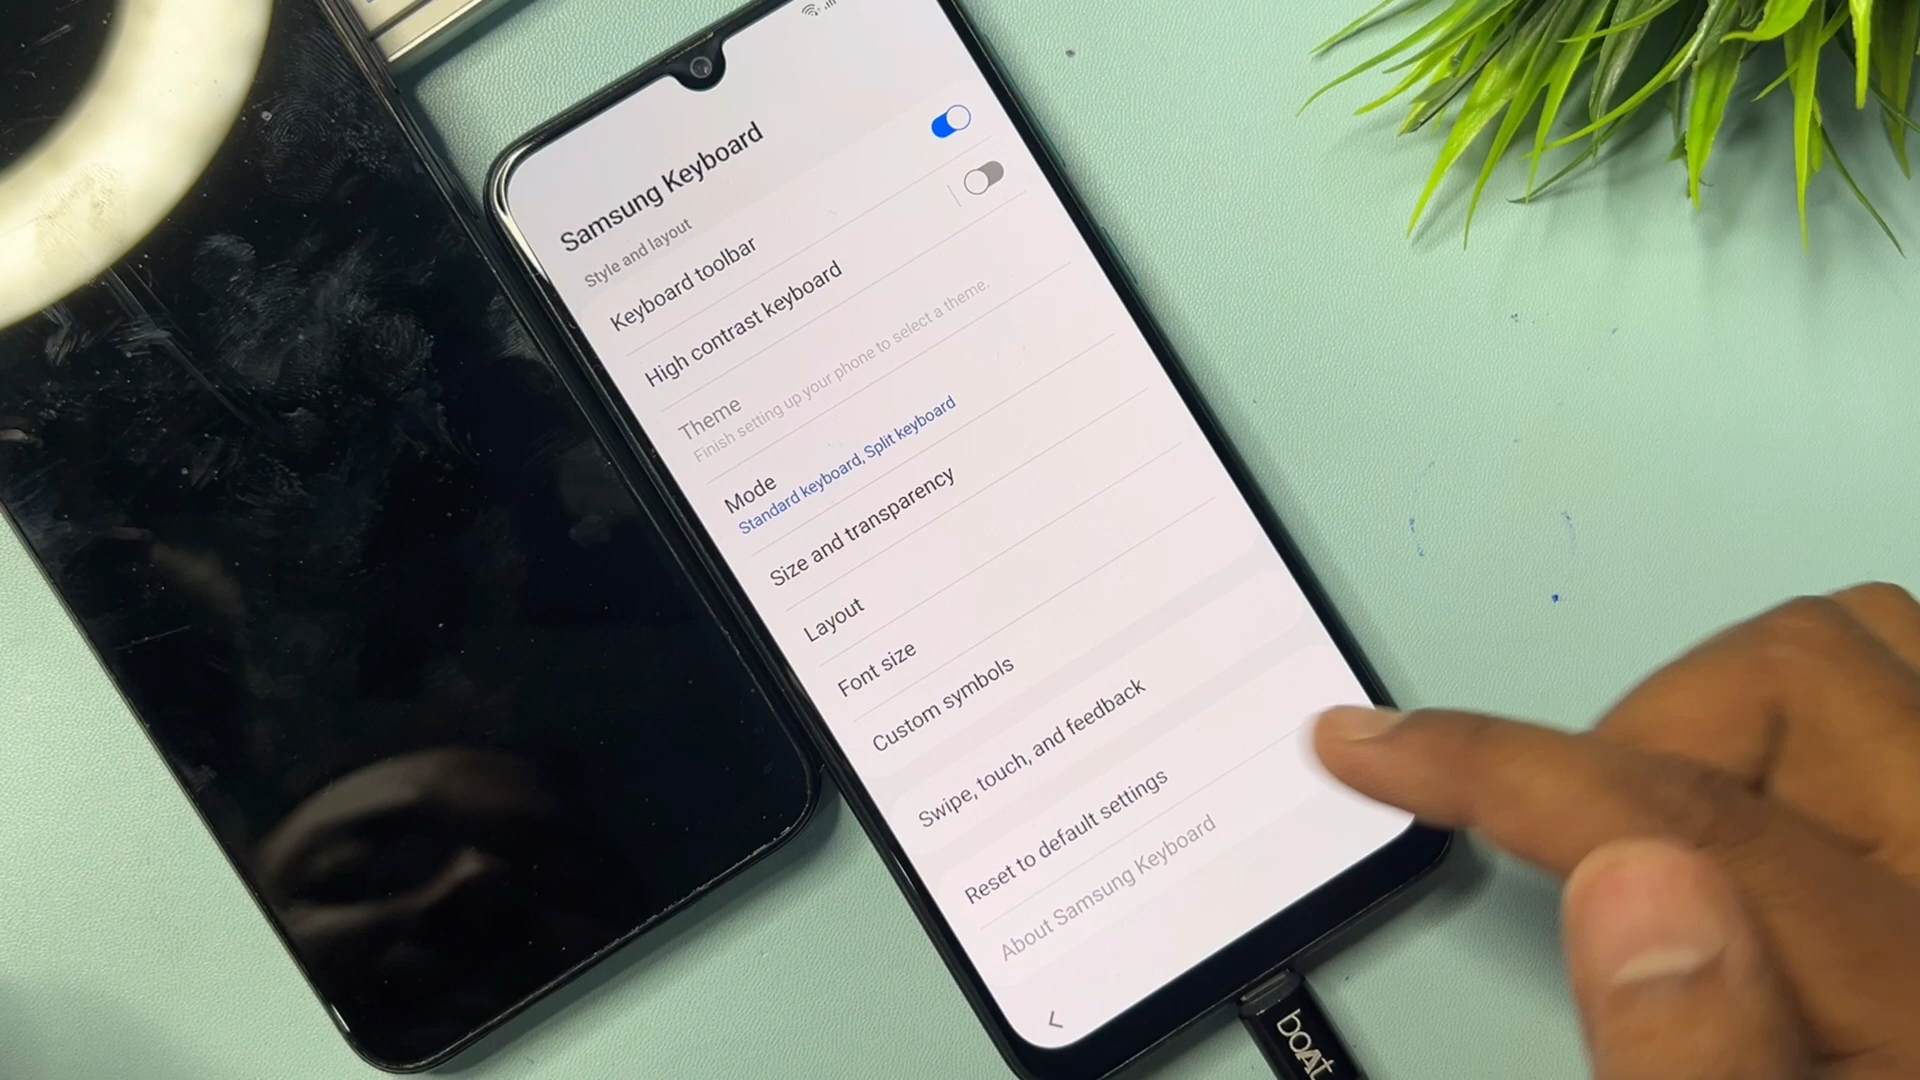 Samsung Keyboard
Style and layout
Keyboard toolbar
High contrast keyboard
Theme
Finish setting up your phone to select a theme.
Mode
Standard keyboard, Split keyboard
Size and transparency
Layout
Font size
Custom symbols
Swipe, touch, and feedback
Reset to default settings
About Samsung Keyboard
boAt